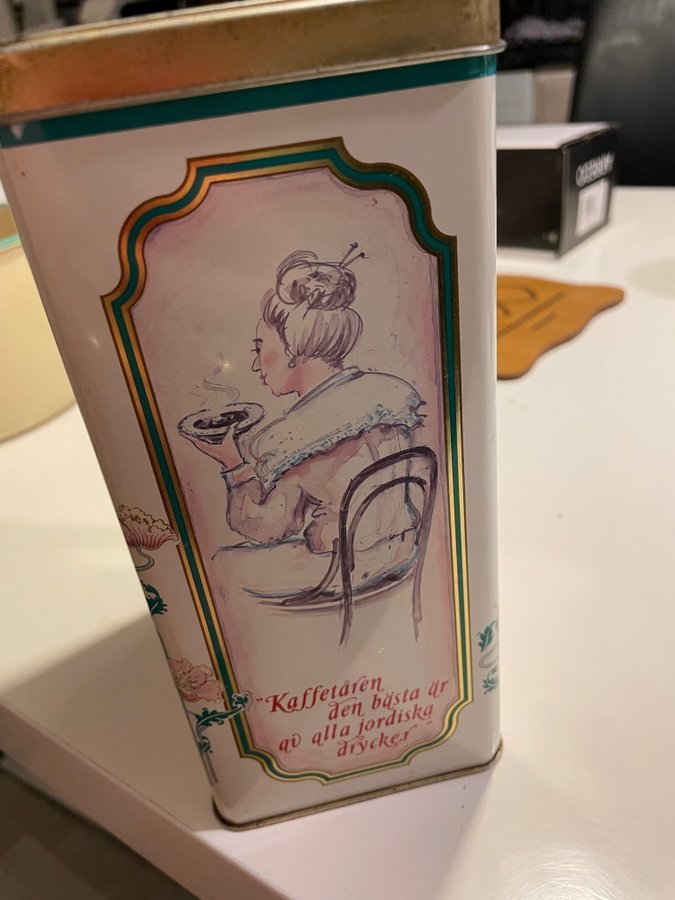 "Kaffetåren
den bästa är
av alla jordiska
drycker"